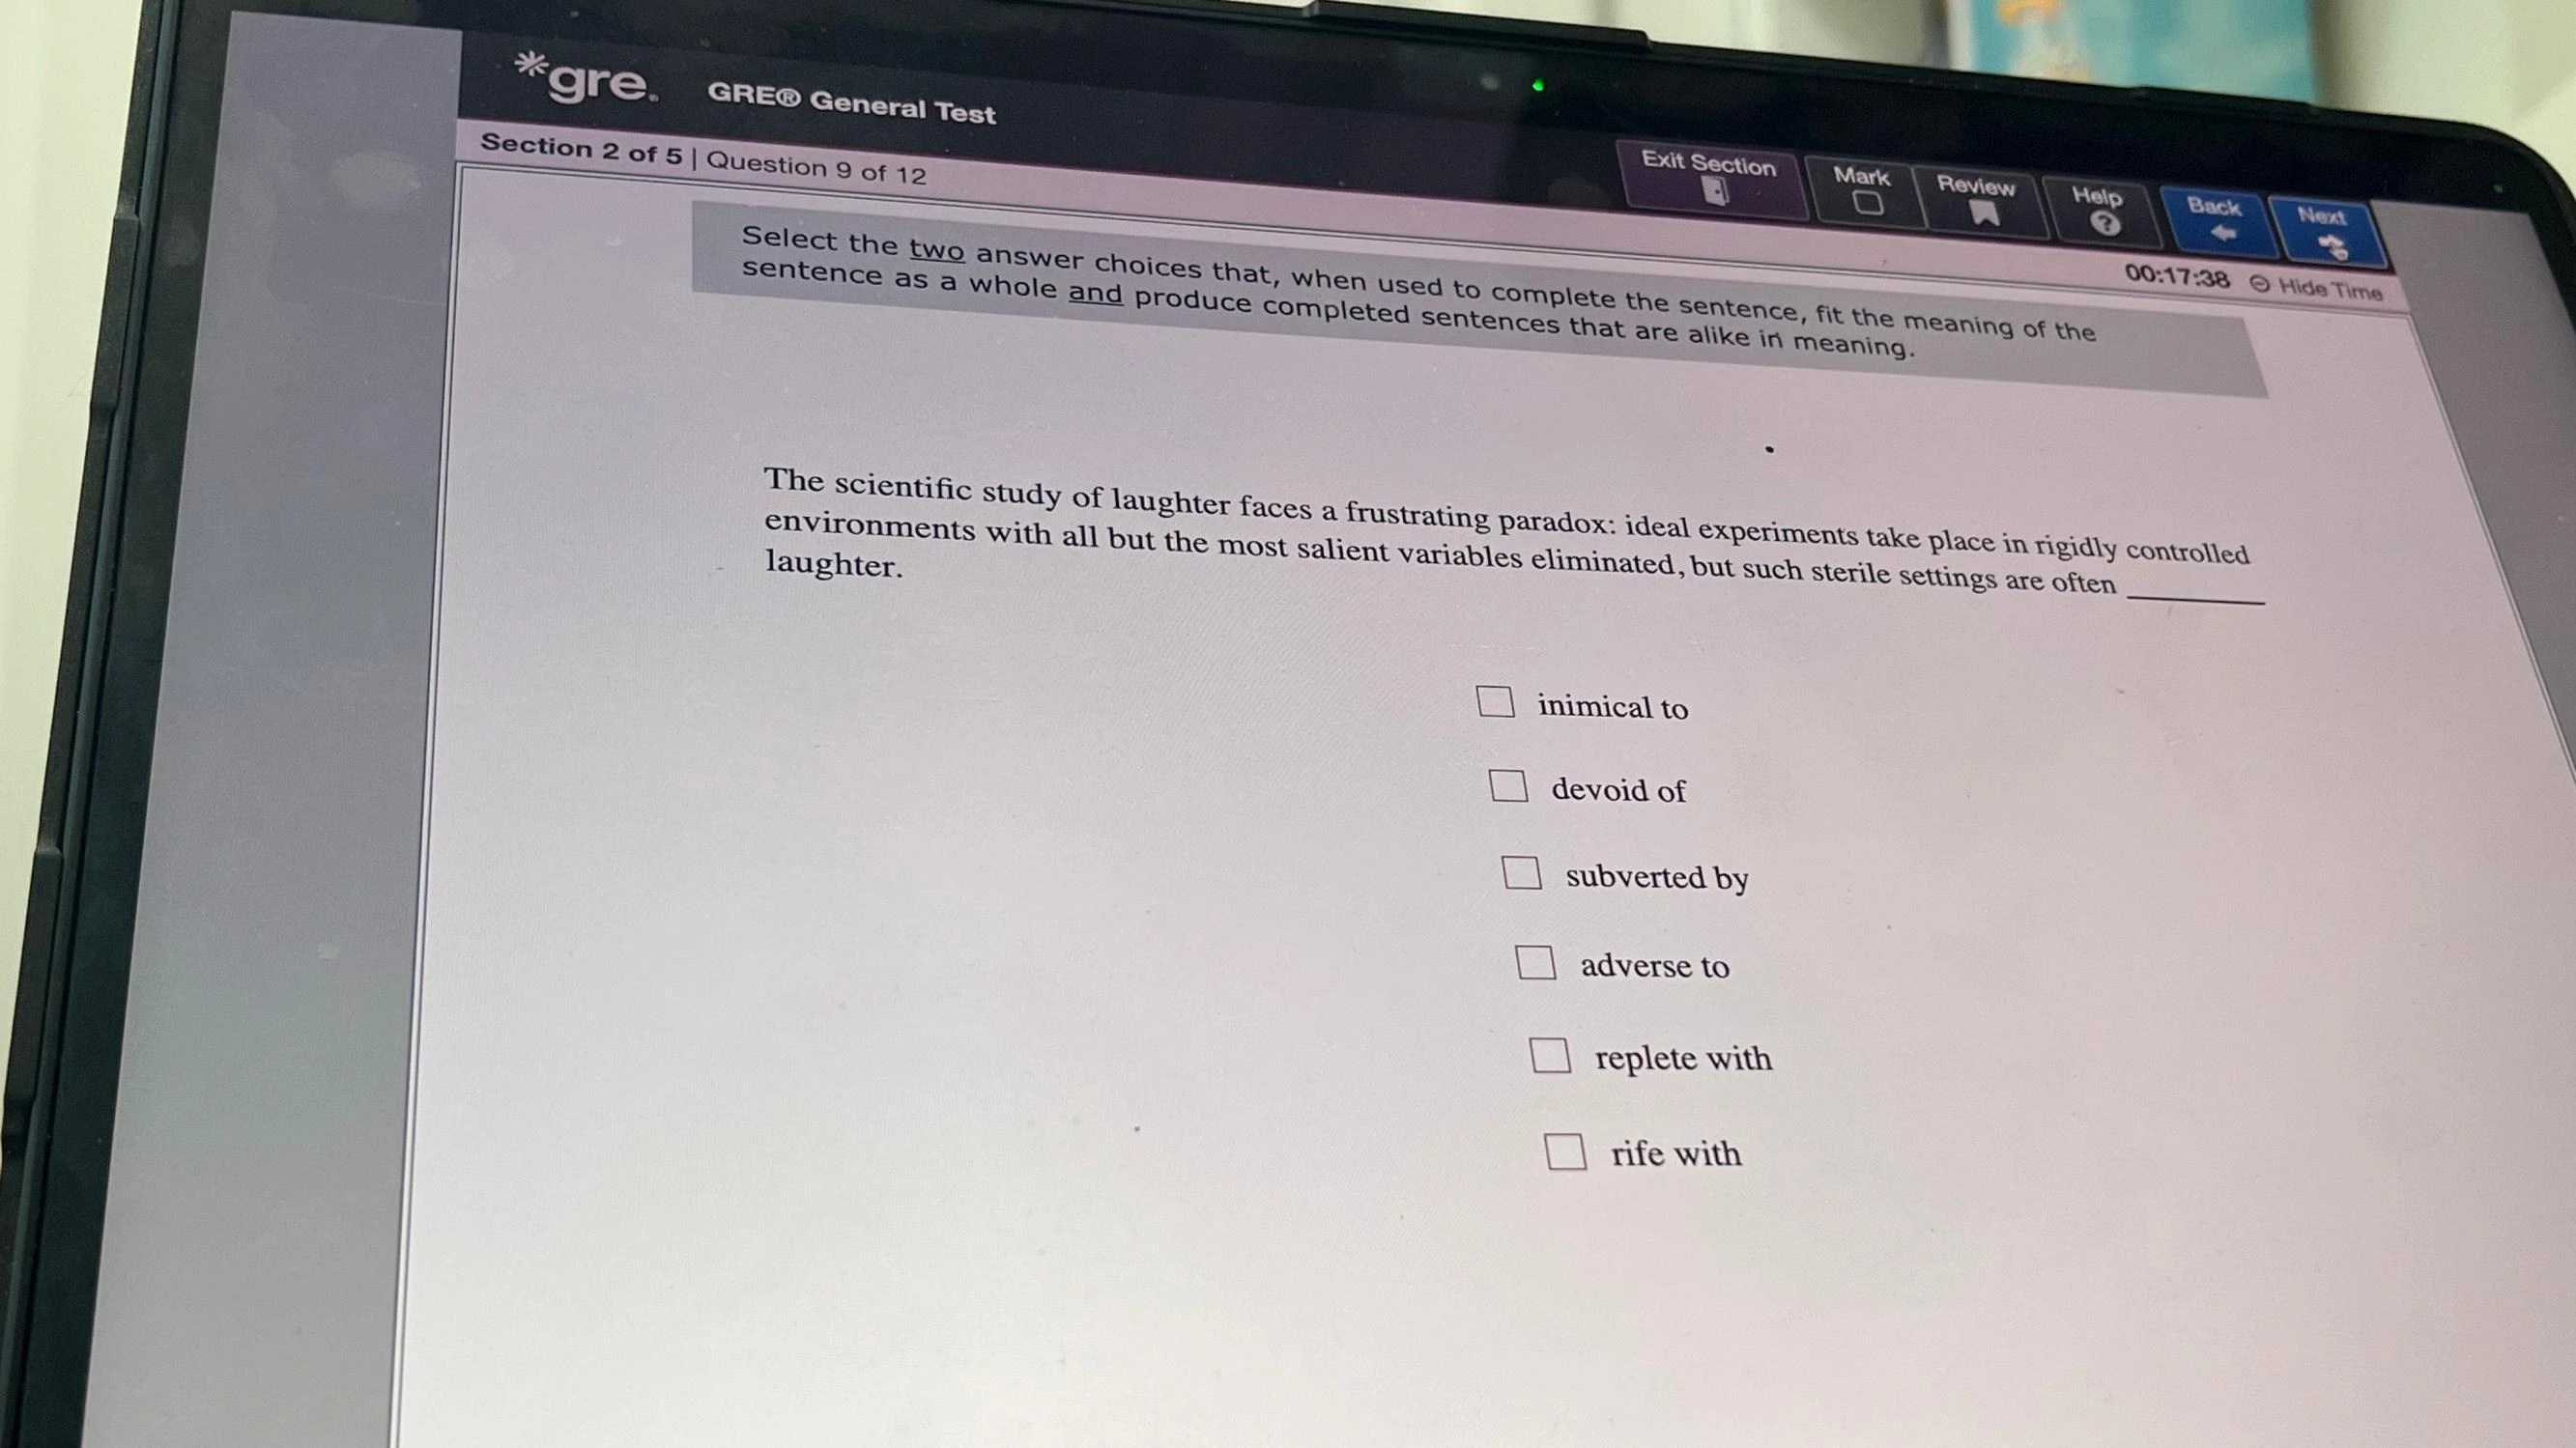 *gre. GRE® General Test
Section 2 of 5 | Question 9 of 12
Exit Section
Mark
Review
Help
?
Back
Next
00:17:38 Hide Time
Select the two answer choices that, when used to complete the sentence, fit the meaning of the
sentence as a whole and produce completed sentences that are alike in meaning.
The scientific study of laughter faces a frustrating paradox: ideal experiments take place in rigidly controlled
environments with all but the most salient variables eliminated, but such sterile settings are often ________
laughter.
inimical to
devoid of
subverted by
adverse to
replete with
rife with